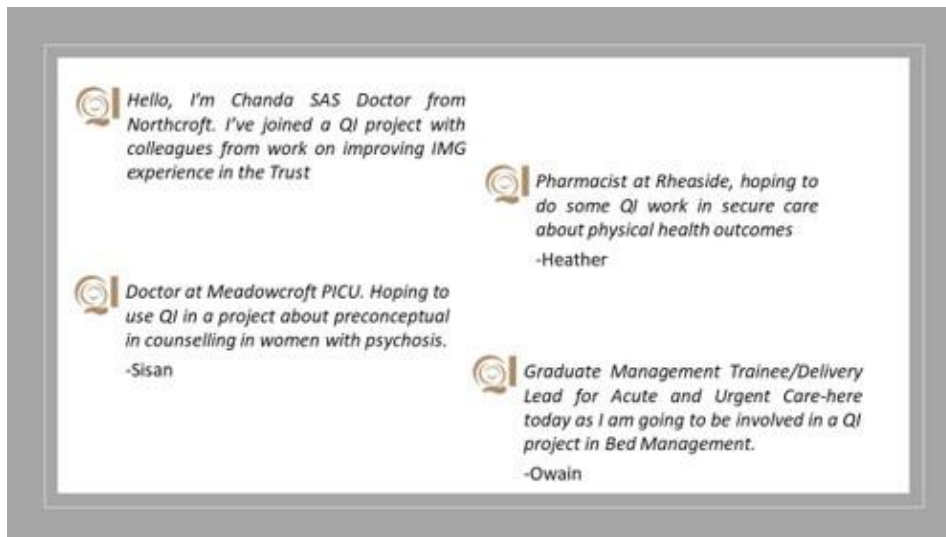 QI
Hello, I'm Chanda SAS Doctor from
Northcroft. I've joined a QI project with
colleagues from work on improving IMG
experience in the Trust
QI
Pharmacist at Rheaside, hoping to
do some QI work in secure care
about physical health outcomes
-Heather
QI
Doctor at Meadowcroft PICU. Hoping to
use QI in a project about preconceptual
in counselling in women with psychosis.
-Sisan
QI
Graduate Management Trainee/Delivery
Lead for Acute and Urgent Care-here
today as I am going to be involved in a QI
project in Bed Management.
-Owain